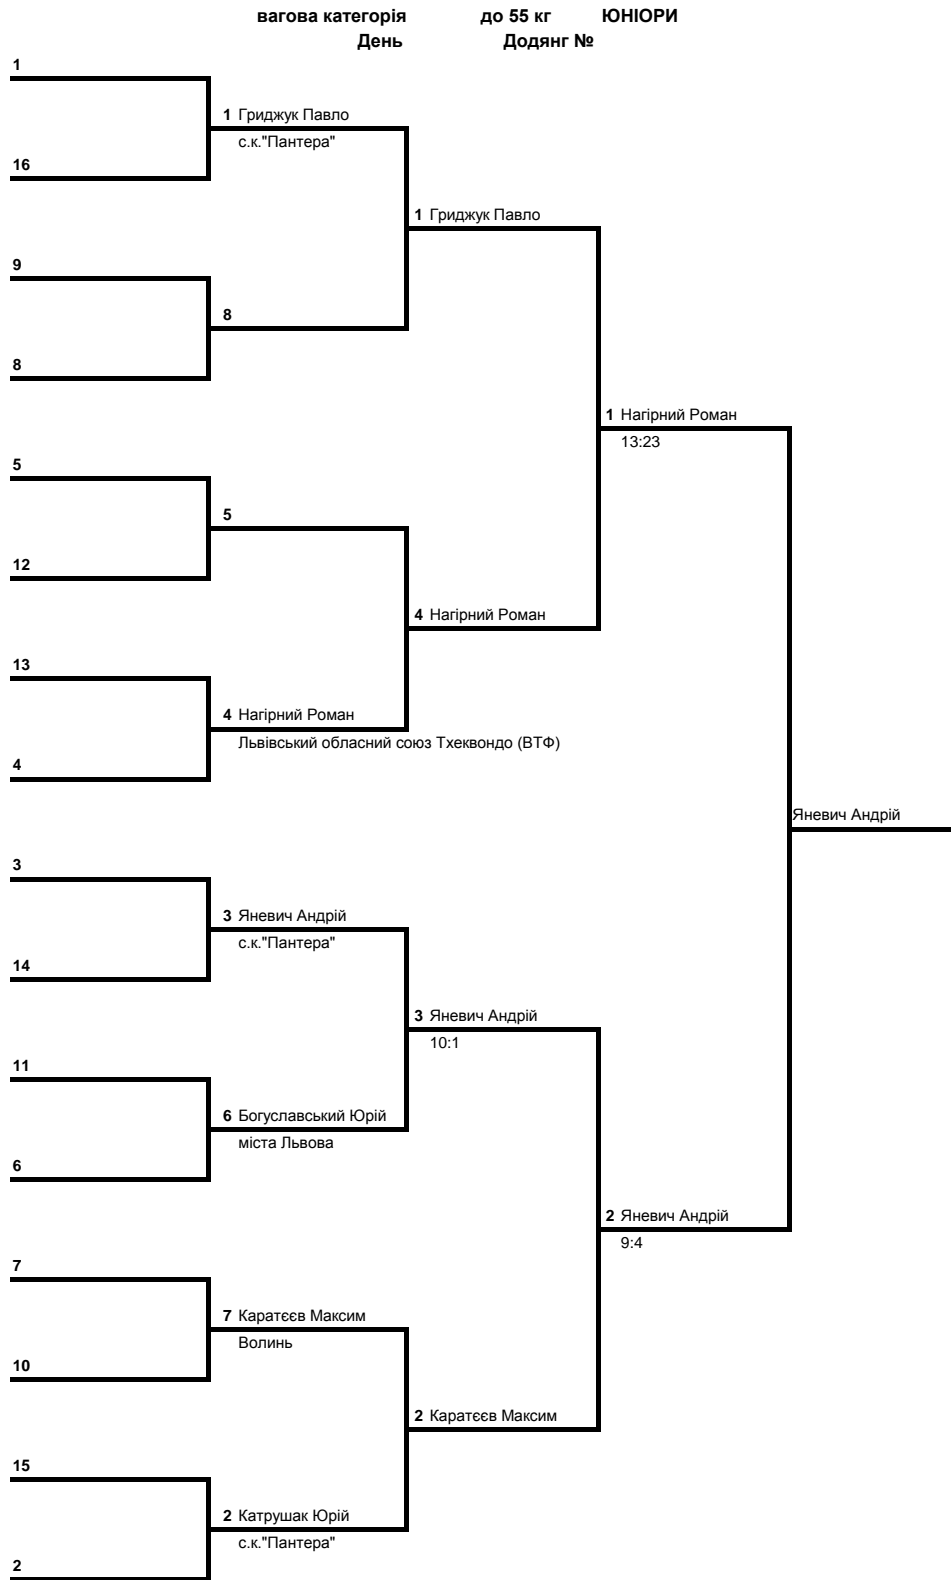 вагова категорія до 55 кг ЮНІОРИ
День Додянг №
1
1 Гриджук Павло
с.к."Пантера"
16
1 Гриджук Павло
9
8
8
1 Нагірний Роман
13:23
5
5
12
4 Нагірний Роман
13
4 Нагірний Роман
Львівський обласний союз Тхеквондо (ВТФ)
4
Яневич Андрій
3
3 Яневич Андрій
с.к."Пантера"
14
3 Яневич Андрій
10:1
11
6 Богуславський Юрій
міста Львова
6
2 Яневич Андрій
9:4
7
7 Каратєєв Максим
Волинь
10
2 Каратєєв Максим
15
2 Катрушак Юрій
с.к."Пантера"
2